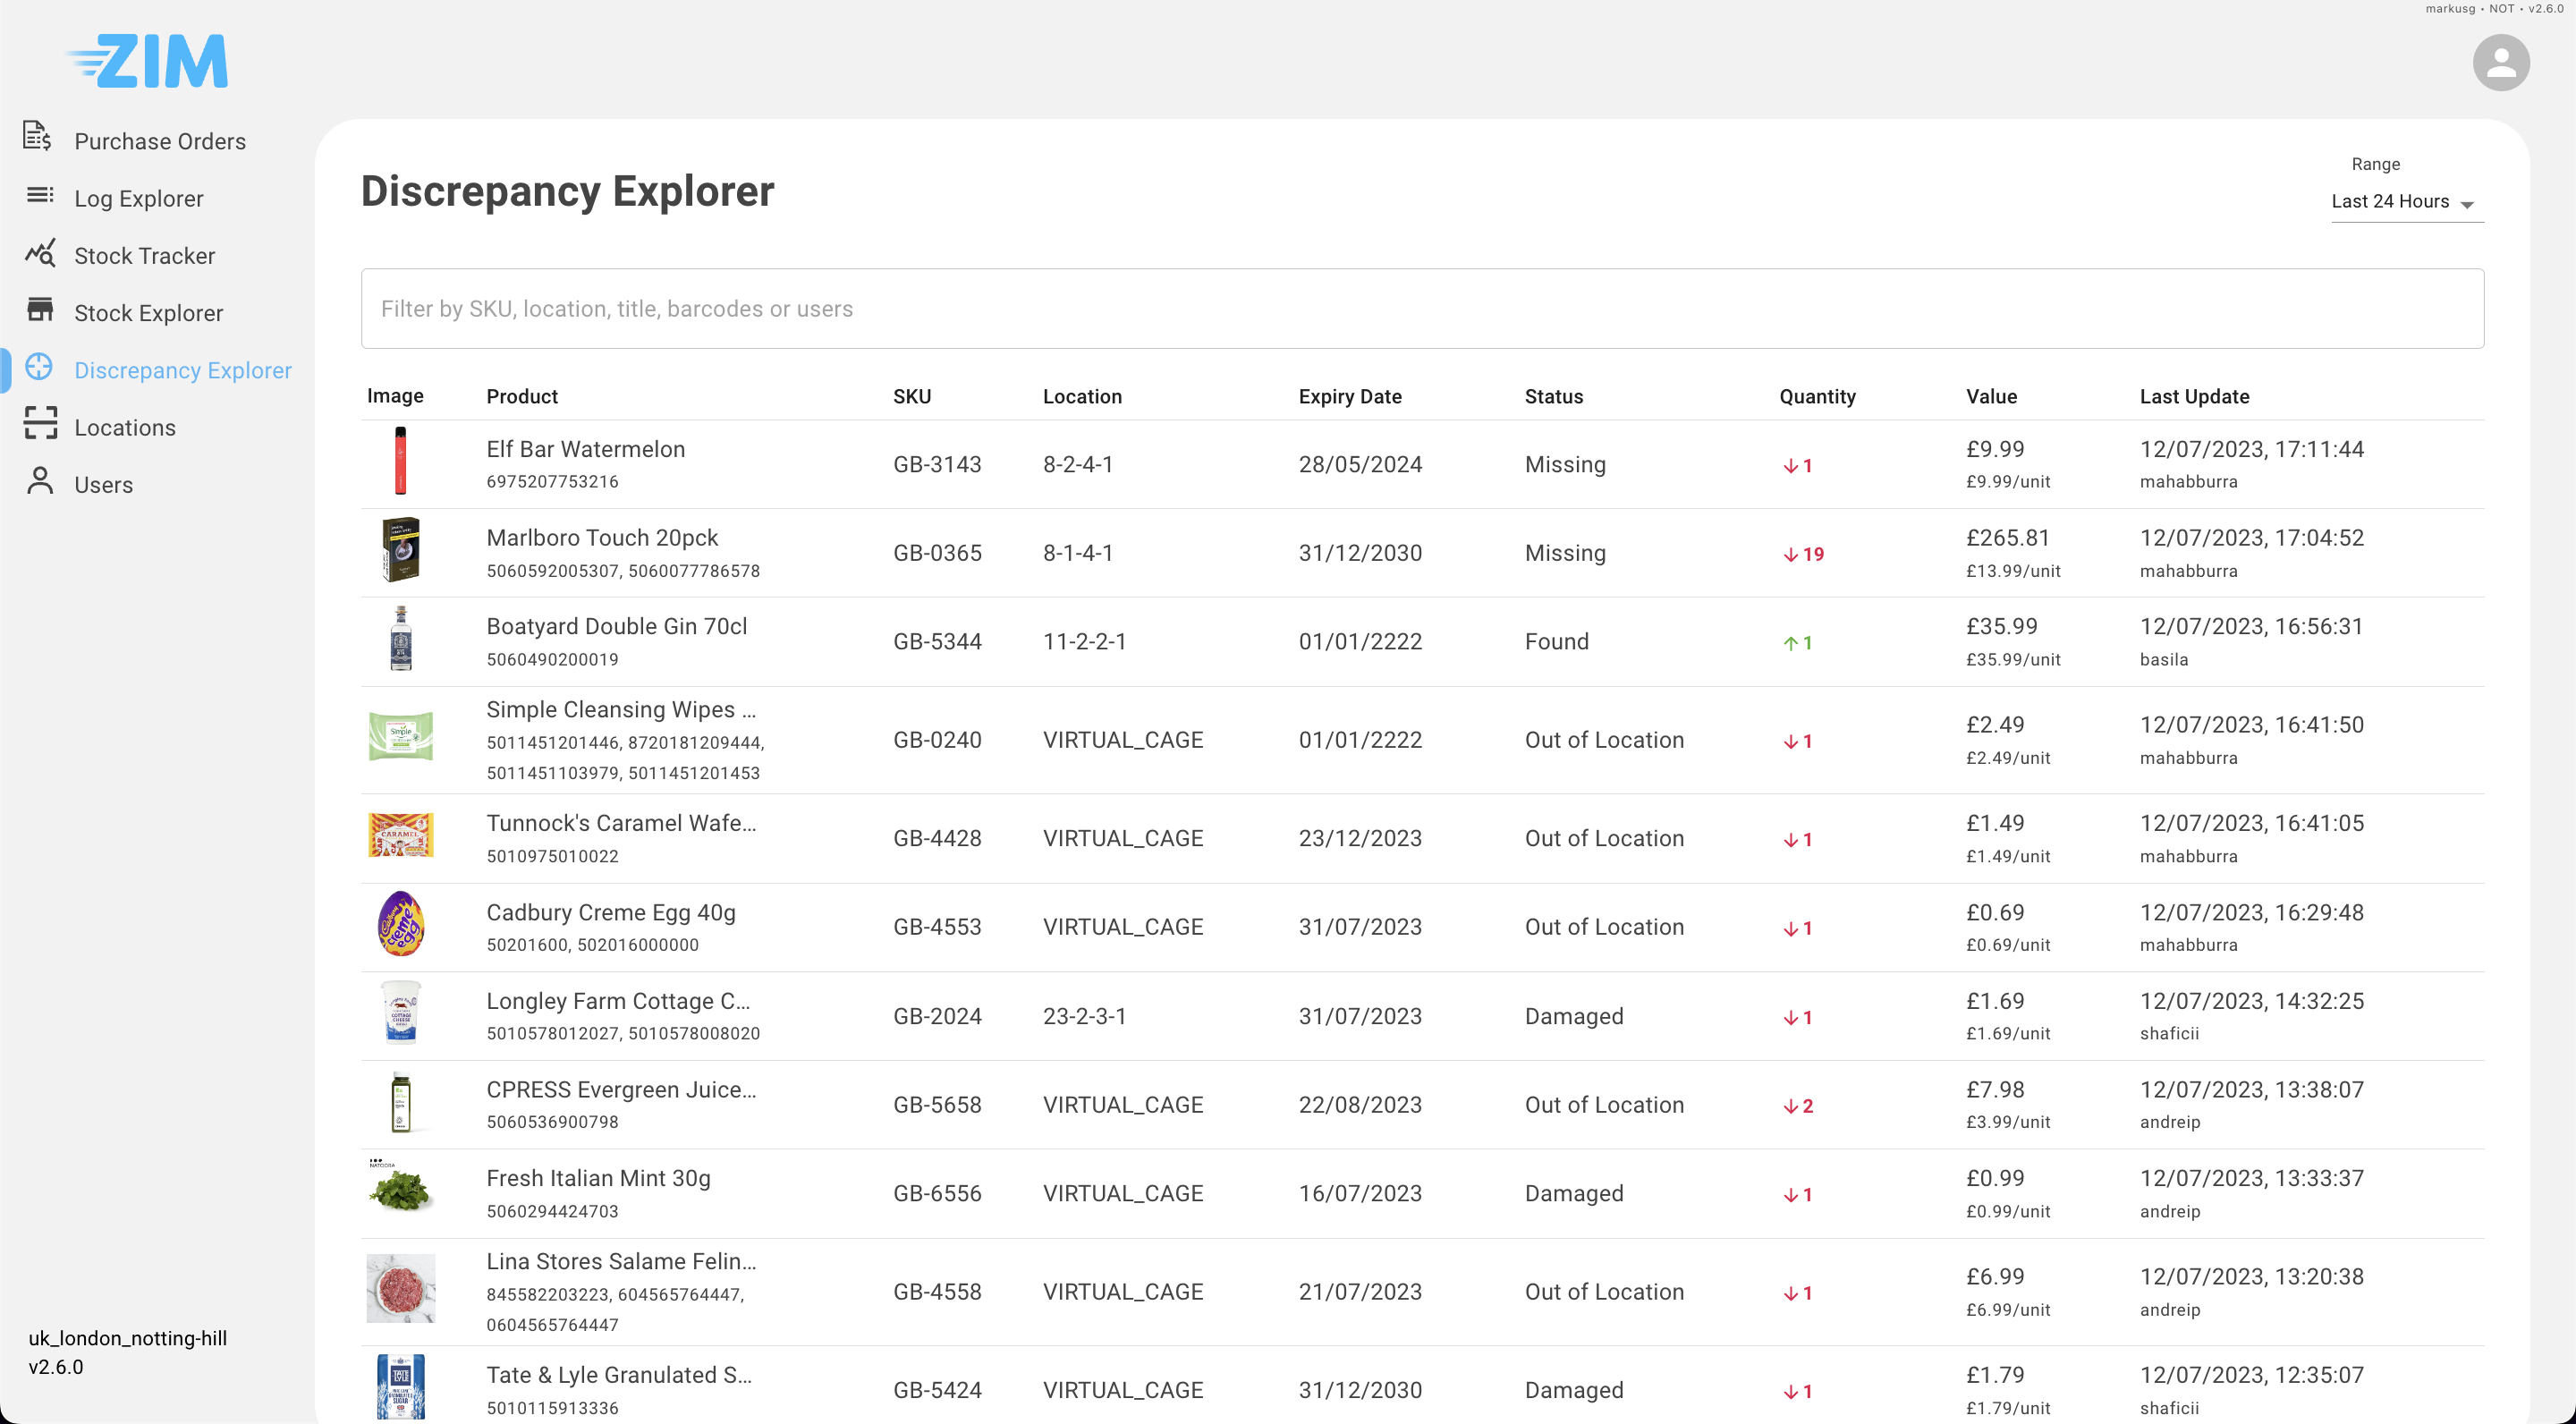 markusg • NOT • v2.6.0
ZIM
Purchase Orders
Log Explorer
Stock Tracker
Stock Explorer
Discrepancy Explorer
Locations
Users
uk_london_notting-hill
v2.6.0
Discrepancy Explorer
Range
Last 24 Hours
Filter by SKU, location, title, barcodes or users
Image Product SKU Location Expiry Date Status Quantity Value Last Update
Elf Bar Watermelon
6975207753216
GB-3143 8-2-4-1 28/05/2024 Missing ↓1
£9.99
£9.99/unit
12/07/2023, 17:11:44
mahabburra
Marlboro Touch 20pck
5060592005307, 5060077786578
GB-0365 8-1-4-1 31/12/2030 Missing ↓19
£265.81
£13.99/unit
12/07/2023, 17:04:52
mahabburra
Boatyard Double Gin 70cl
5060490200019
GB-5344 11-2-2-1 01/01/2222 Found ↑1
£35.99
£35.99/unit
12/07/2023, 16:56:31
basila
Simple
Simple Cleansing Wipes ...
5011451201446, 8720181209444,
5011451103979, 5011451201453
GB-0240 VIRTUAL_CAGE 01/01/2222 Out of Location ↓1
£2.49
£2.49/unit
12/07/2023, 16:41:50
mahabburra
CARAMEL
Tunnock's Caramel Wafe...
5010975010022
GB-4428 VIRTUAL_CAGE 23/12/2023 Out of Location ↓1
£1.49
£1.49/unit
12/07/2023, 16:41:05
mahabburra
Cadbury
creme
egg
Cadbury Creme Egg 40g
50201600, 502016000000
GB-4553 VIRTUAL_CAGE 31/07/2023 Out of Location ↓1
£0.69
£0.69/unit
12/07/2023, 16:29:48
mahabburra
COTTAGE
CHEESE
Longley Farm Cottage C...
5010578012027, 5010578008020
GB-2024 23-2-3-1 31/07/2023 Damaged ↓1
£1.69
£1.69/unit
12/07/2023, 14:32:25
shaficii
CPRESS Evergreen Juice...
5060536900798
GB-5658 VIRTUAL_CAGE 22/08/2023 Out of Location ↓2
£7.98
£3.99/unit
12/07/2023, 13:38:07
andreip
NATOORA
Fresh Italian Mint 30g
5060294424703
GB-6556 VIRTUAL_CAGE 16/07/2023 Damaged ↓1
£0.99
£0.99/unit
12/07/2023, 13:33:37
andreip
Lina Stores Salame Felin...
845582203223, 604565764447,
0604565764447
GB-4558 VIRTUAL_CAGE 21/07/2023 Out of Location ↓1
£6.99
£6.99/unit
12/07/2023, 13:20:38
andreip
TATE
LYLE
SUGAR
Tate & Lyle Granulated S...
5010115913336
GB-5424 VIRTUAL_CAGE 31/12/2030 Damaged ↓1
£1.79
£1.79/unit
12/07/2023, 12:35:07
shaficii